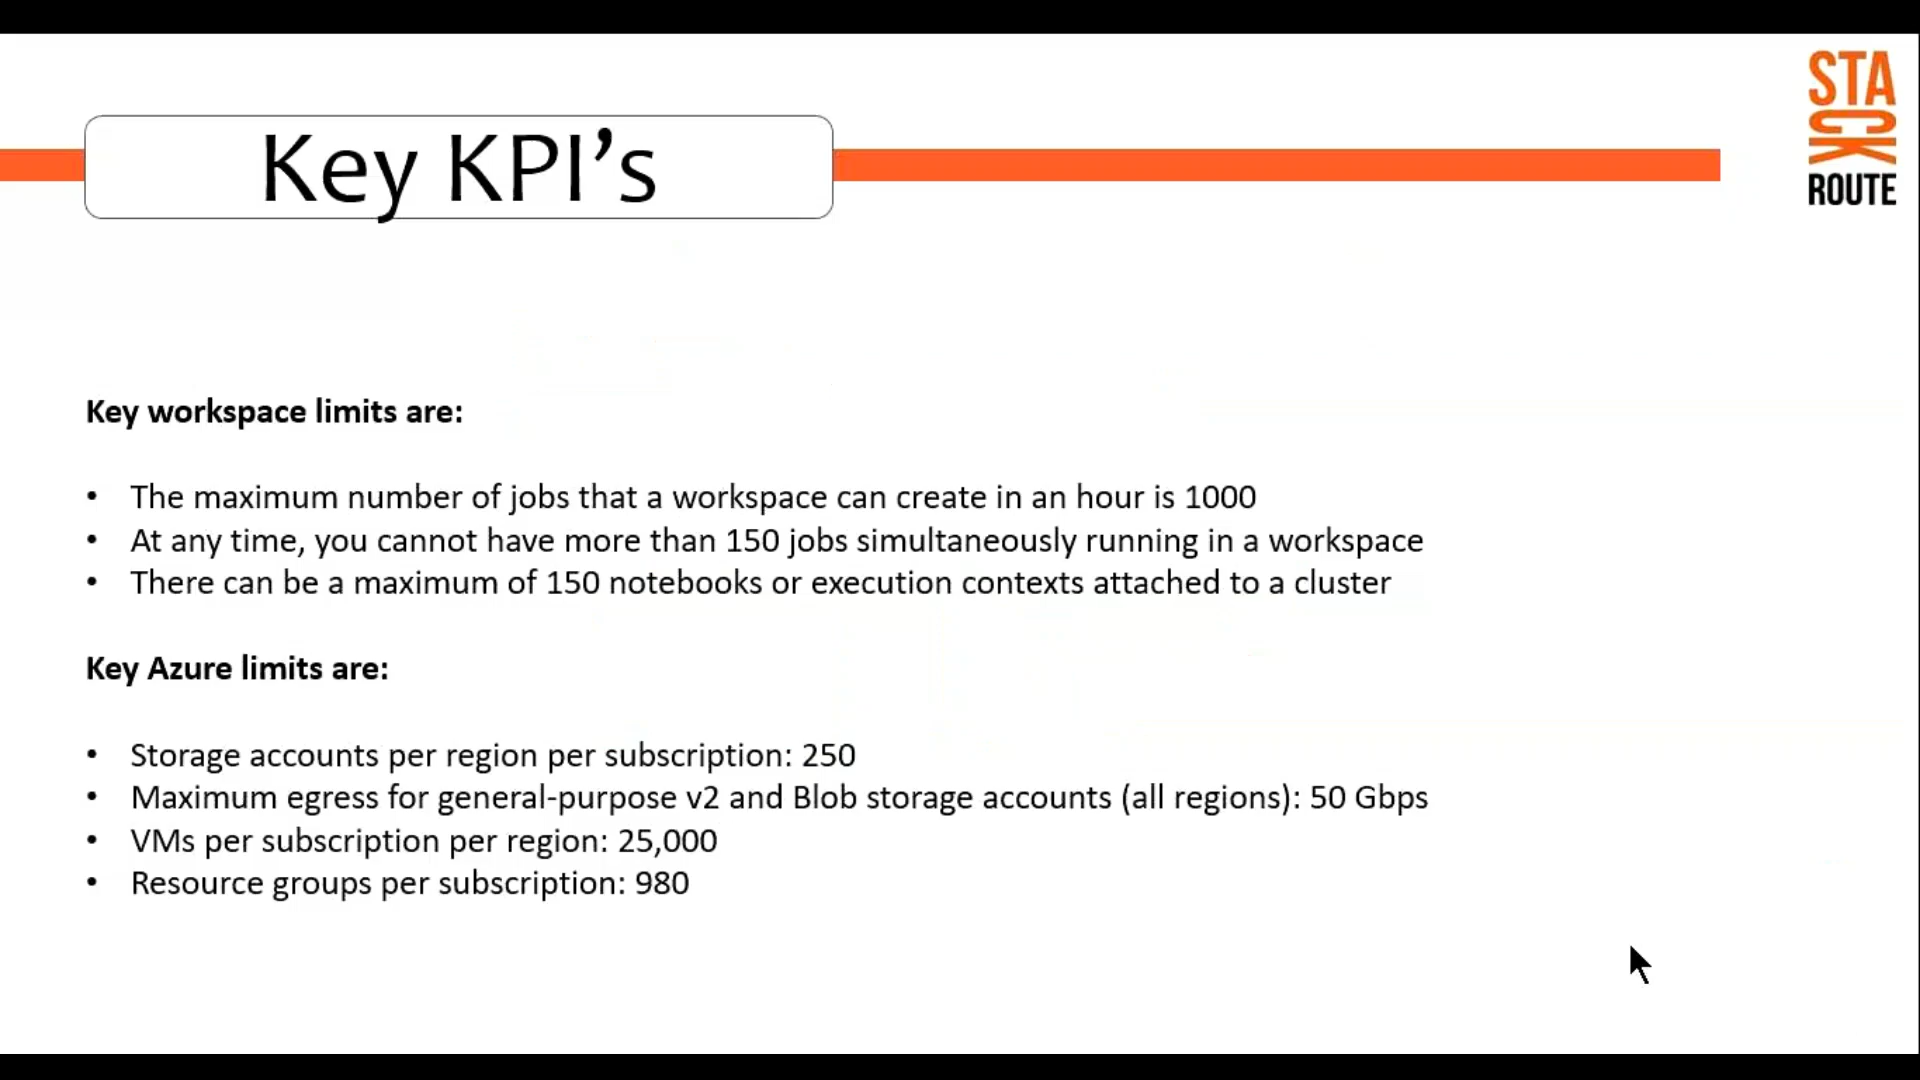 STA
CK
ROUTE
Key KPI’s
Key workspace limits are:
• The maximum number of jobs that a workspace can create in an hour is 1000
• At any time, you cannot have more than 150 jobs simultaneously running in a workspace
• There can be a maximum of 150 notebooks or execution contexts attached to a cluster
Key Azure limits are:
• Storage accounts per region per subscription: 250
• Maximum egress for general-purpose v2 and Blob storage accounts (all regions): 50 Gbps
• VMs per subscription per region: 25,000
• Resource groups per subscription: 980